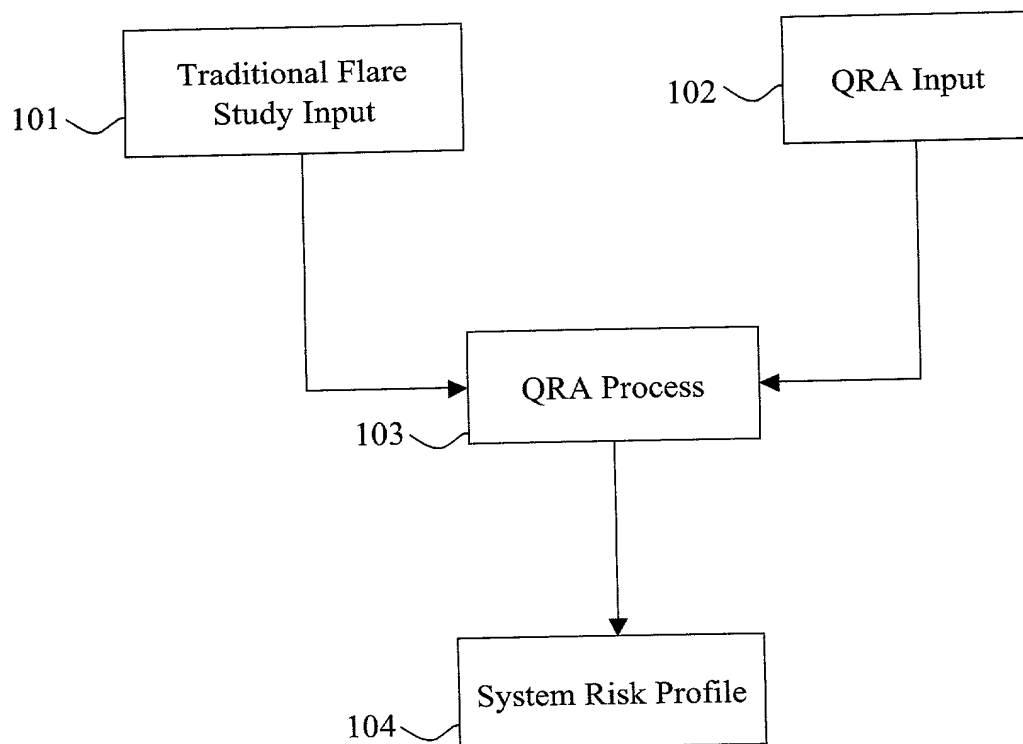 Traditional Flare
Study Input
101
QRA Input
102
QRA Process
103
System Risk Profile
104